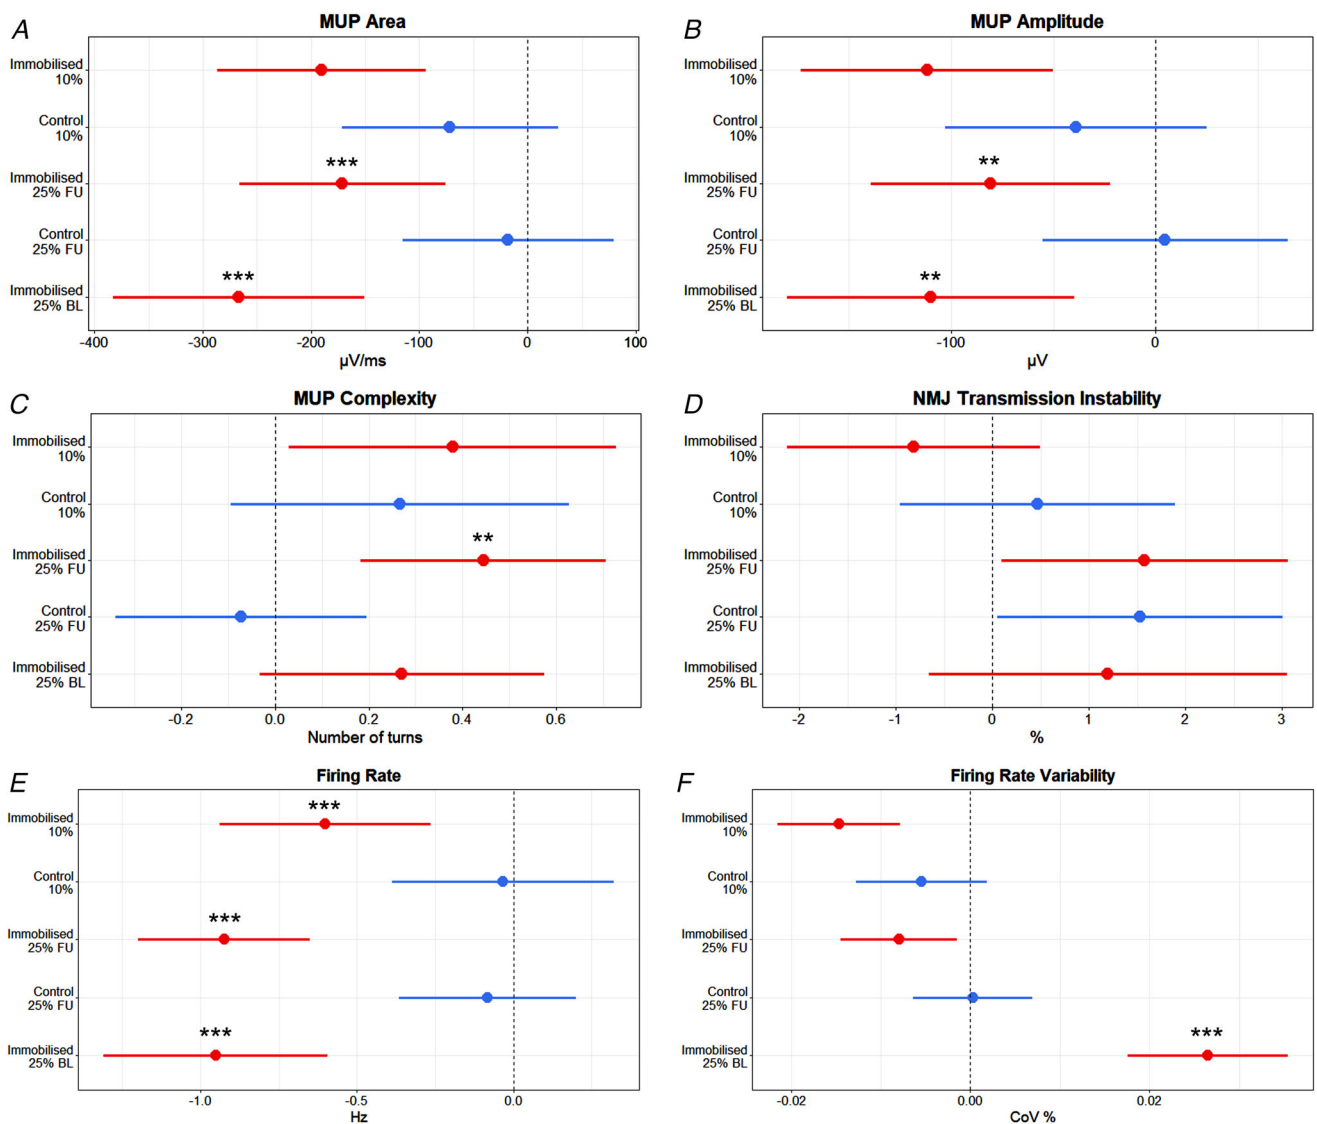 A
MUP Area
Immobilised
10%
Control
10%
***
Immobilised
25% FU
Control
25% FU
***
Immobilised
25% BL
-400 -300 -200 -100 0 100
µV/ms
B
MUP Amplitude
Immobilised
10%
Control
10%
**
Immobilised
25% FU
Control
25% FU
**
Immobilised
25% BL
-100 0
µV
C
MUP Complexity
Immobilised
10%
Control
10%
**
Immobilised
25% FU
Control
25% FU
Immobilised
25% BL
-0.2 0.0 0.2 0.4 0.6
Number of turns
D
NMJ Transmission Instability
Immobilised
10%
Control
10%
Immobilised
25% FU
Control
25% FU
Immobilised
25% BL
-2 -1 0 1 2 3
%
E
Firing Rate
***
Immobilised
10%
Control
10%
***
Immobilised
25% FU
Control
25% FU
***
Immobilised
25% BL
-1.0 -0.5 0.0
Hz
F
Firing Rate Variability
Immobilised
10%
Control
10%
Immobilised
25% FU
Control
25% FU
***
Immobilised
25% BL
-0.02 0.00 0.02
CoV %